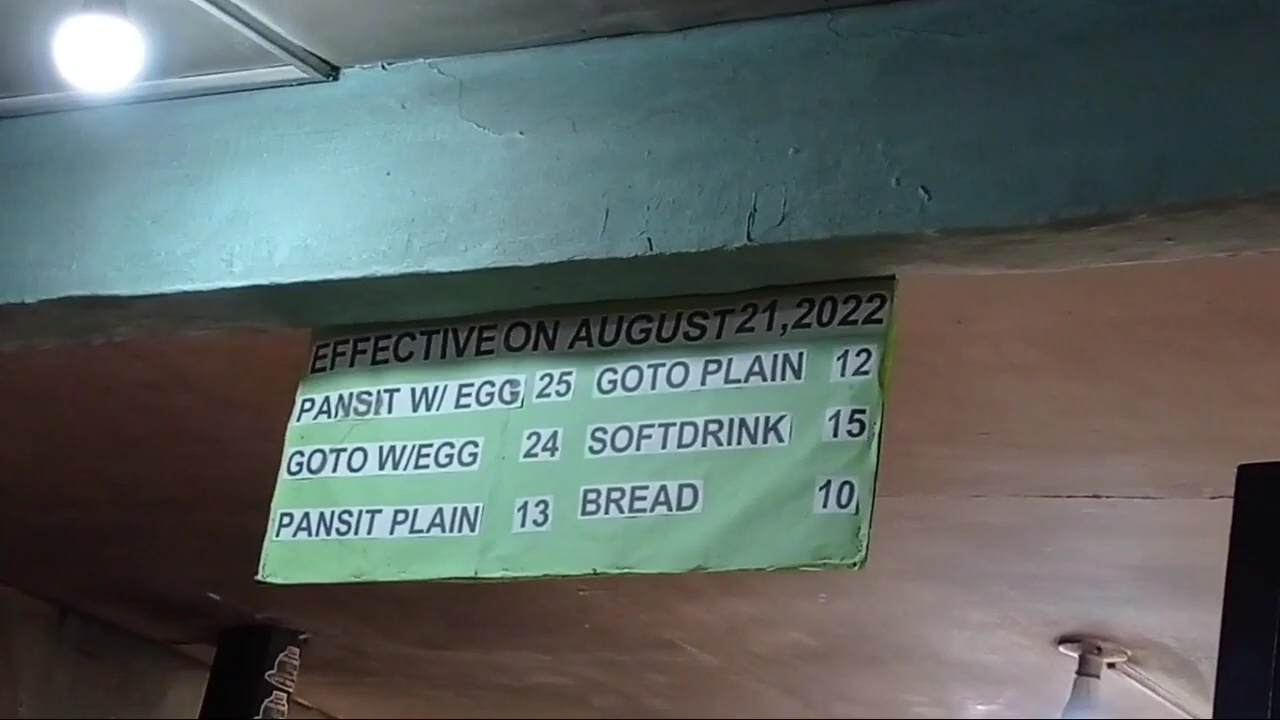 EFFECTIVE ON AUGUST 21,2022
PANSIT W/ EGG 25 GOTO PLAIN 12
GOTO W/EGG 24 SOFTDRINK 15
PANSIT PLAIN 13 BREAD 10